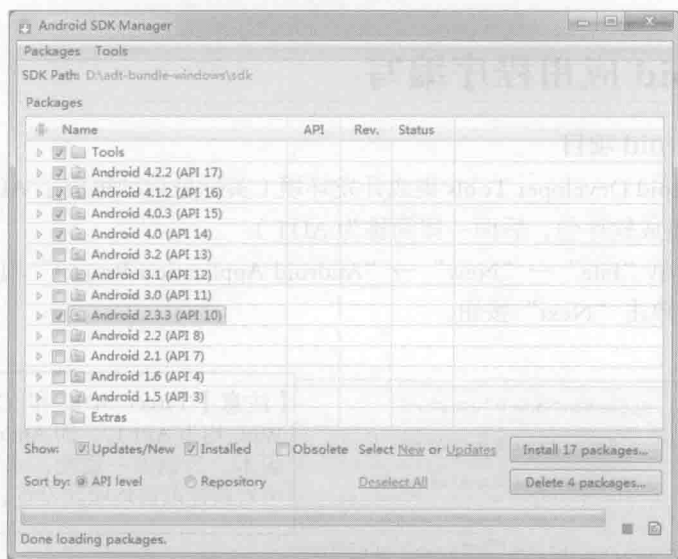 Android SDK Manager
Packages Tools
SDK Path: D:\adt-bundle-windows\sdk
Packages
Name API Rev. Status
Tools
Android 4.2.2 (API 17)
Android 4.1.2 (API 16)
Android 4.0.3 (API 15)
Android 4.0 (API 14)
Android 3.2 (API 13)
Android 3.1 (API 12)
Android 3.0 (API 11)
Android 2.3.3 (API 10)
Android 2.2 (API 8)
Android 2.1 (API 7)
Android 1.6 (API 4)
Android 1.5 (API 3)
Extras
Show: Updates/New Installed Obsolete Select New or Updates Install 17 packages...
Sort by: API level Repository Deselect All Delete 4 packages...
Done loading packages.